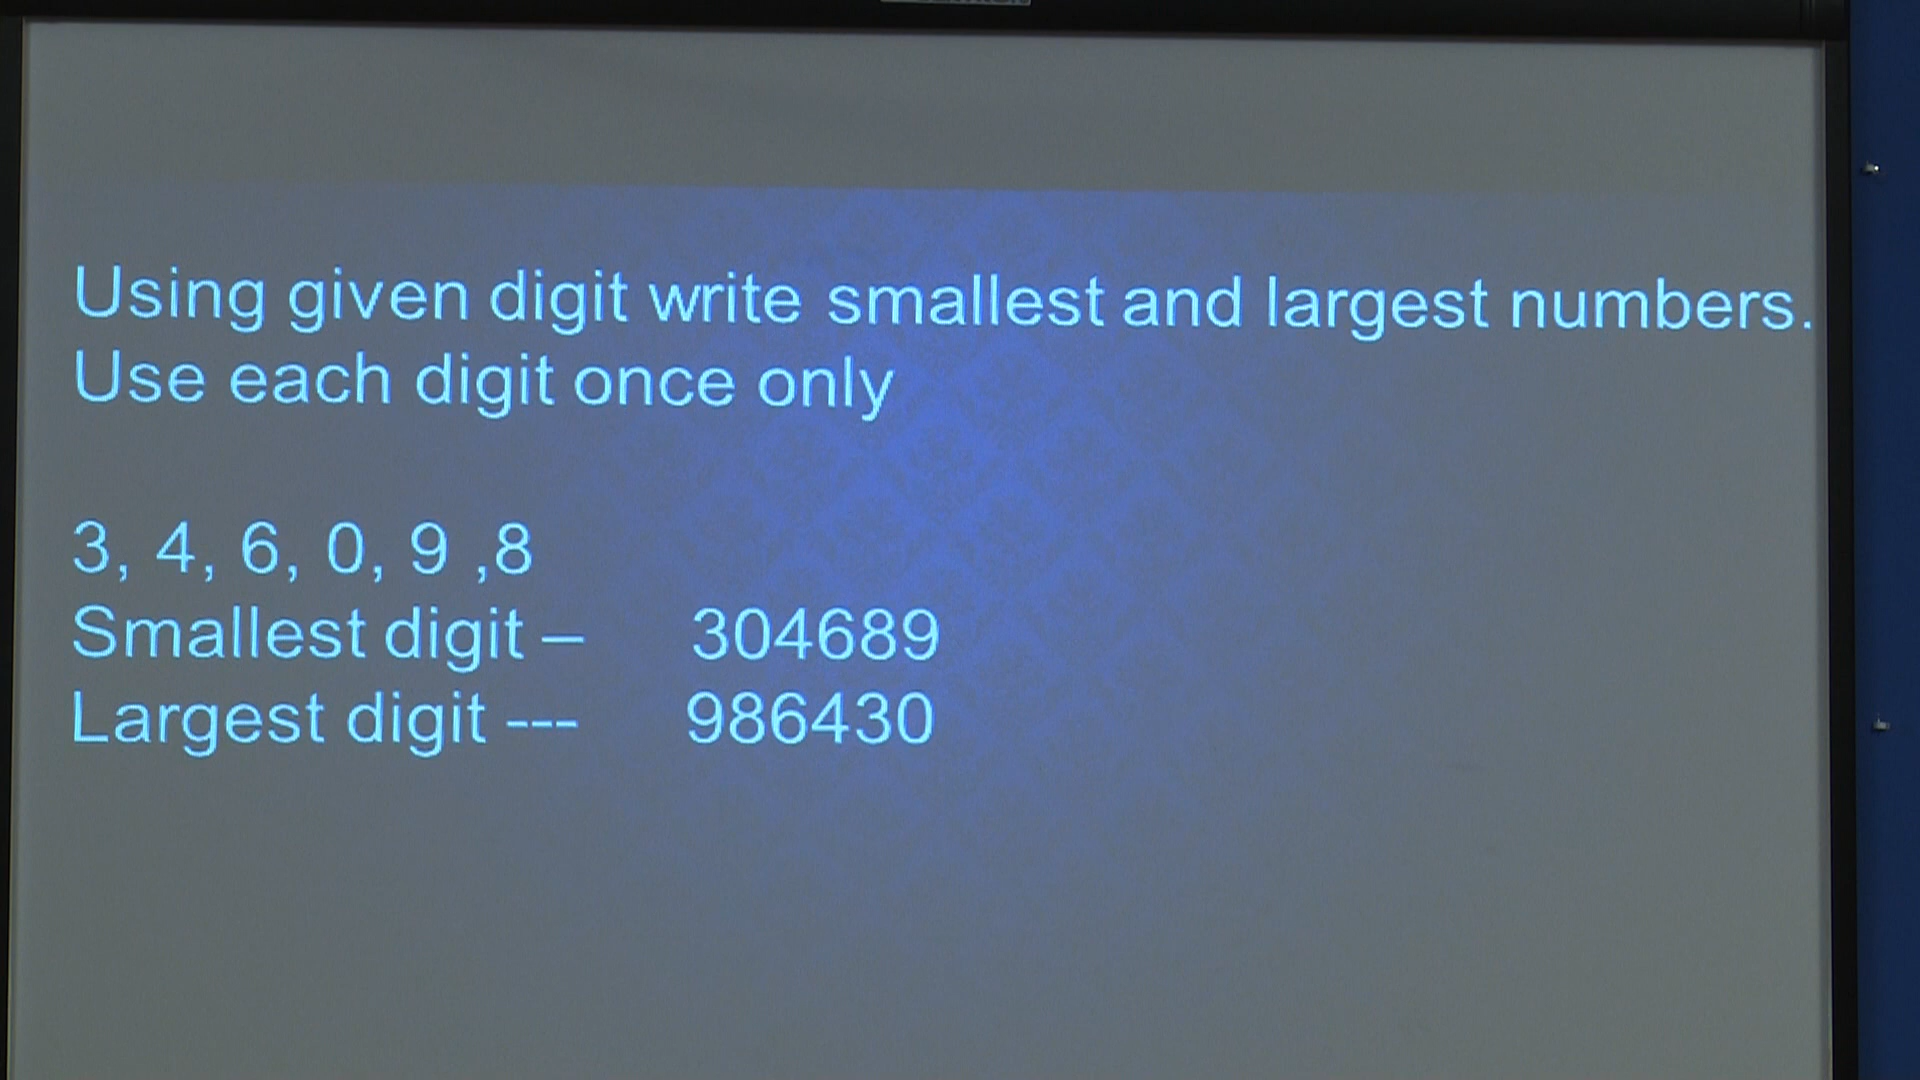 Using given digit write smallest and largest numbers.
Use each digit once only
3, 4, 6, 0, 9 ,8
Smallest digit – 304689
Largest digit --- 986430